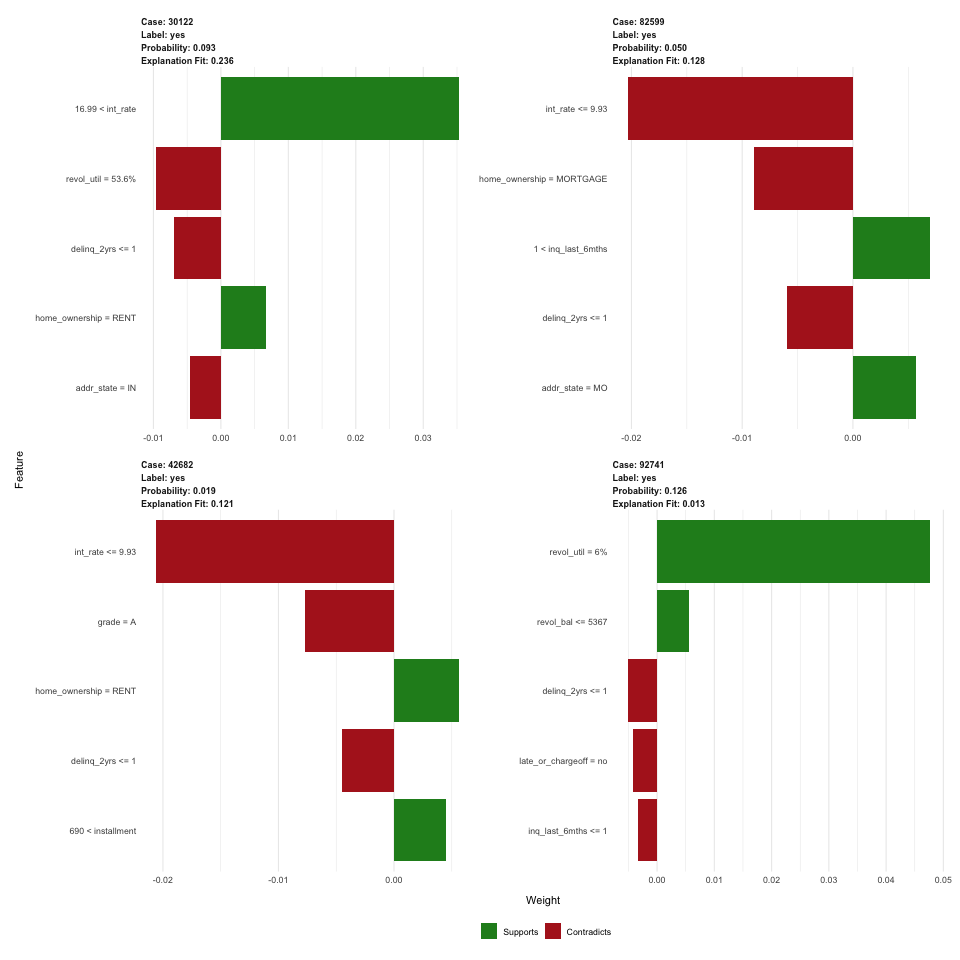 Case: 30122
Label: yes
Probability: 0.093
Explanation Fit: 0.236
16.99 < int_rate
revol_util = 53.6%
delinq_2yrs <= 1
home_ownership = RENT
addr_state = IN
-0.01 0.00 0.01 0.02 0.03
Case: 82599
Label: yes
Probability: 0.050
Explanation Fit: 0.128
int_rate <= 9.93
home_ownership = MORTGAGE
1 < inq_last_6mths
delinq_2yrs <= 1
addr_state = MO
-0.02 -0.01 0.00
Feature
Case: 42682
Label: yes
Probability: 0.019
Explanation Fit: 0.121
int_rate <= 9.93
grade = A
home_ownership = RENT
delinq_2yrs <= 1
690 < installment
-0.02 -0.01 0.00
Case: 92741
Label: yes
Probability: 0.126
Explanation Fit: 0.013
revol_util = 6%
revol_bal <= 5367
delinq_2yrs <= 1
late_or_chargeoff = no
inq_last_6mths <= 1
0.00 0.01 0.02 0.03 0.04 0.05
Weight
Supports Contradicts